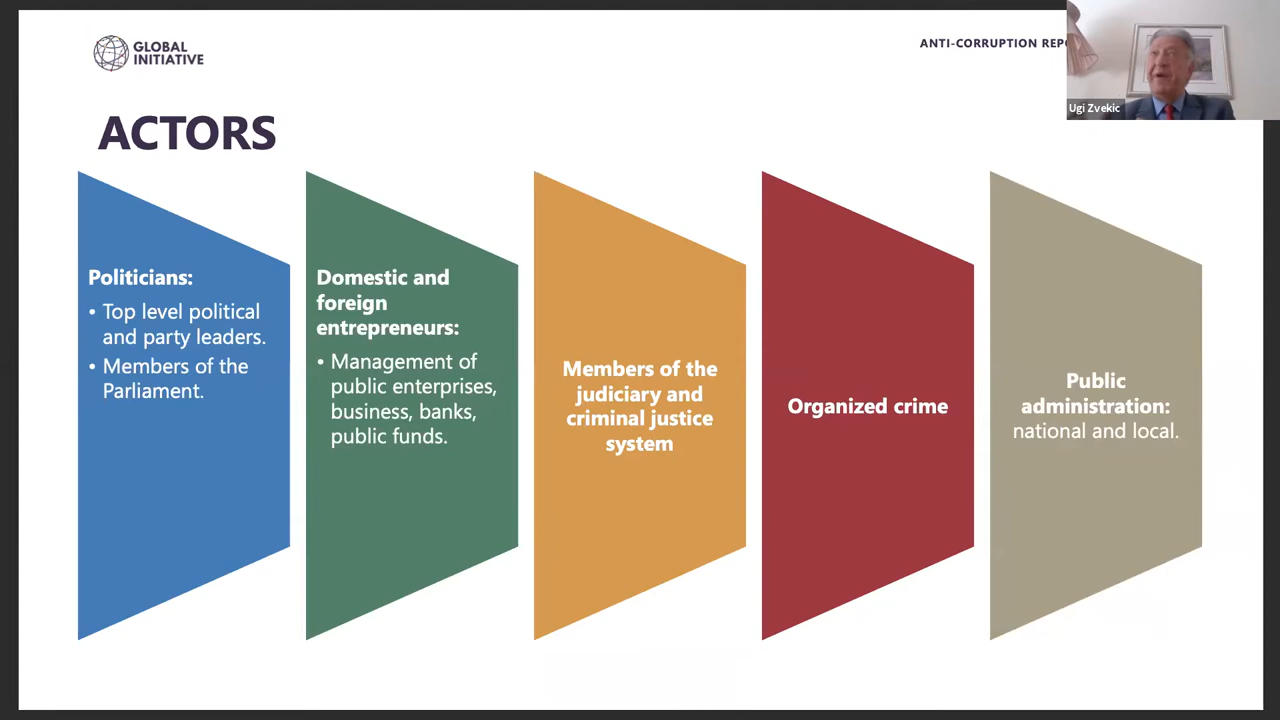 GLOBAL
INITIATIVE
ANTI-CORRUPTION
Ugi Zvekic
ACTORS
Politicians:
• Top level political
and party leaders.
• Members of the
Parliament.
Domestic and
foreign
entrepreneurs:
• Management of
public enterprises,
business, banks,
public funds.
Members of the
judiciary and
criminal justice
system
Organized crime
Public
administration:
national and local.